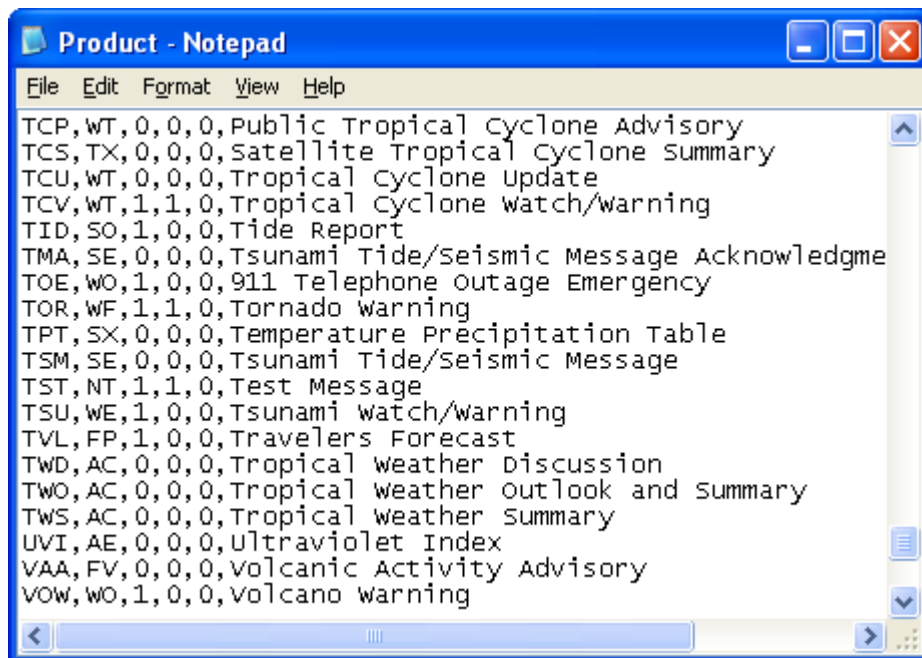 Product - Notepad
File Edit Format View Help
TCP,WT,0,0,0,Public Tropical Cyclone Advisory
TCS,TX,0,0,0,Satellite Tropical Cyclone Summary
TCU,WT,0,0,0,Tropical Cyclone Update
TCV,WT,1,1,0,Tropical Cyclone Watch/Warning
TID,SO,1,0,0,Tide Report
TMA,SE,0,0,0,Tsunami Tide/Seismic Message Acknowledgme
TOE,WO,1,0,0,911 Telephone Outage Emergency
TOR,WF,1,1,0,Tornado Warning
TPT,SX,0,0,0,Temperature Precipitation Table
TSM,SE,0,0,0,Tsunami Tide/Seismic Message
TST,NT,1,1,0,Test Message
TSU,WE,1,0,0,Tsunami Watch/Warning
TVL,FP,1,0,0,Travelers Forecast
TWD,AC,0,0,0,Tropical Weather Discussion
TWO,AC,0,0,0,Tropical Weather Outlook and Summary
TWS,AC,0,0,0,Tropical Weather Summary
UVI,AE,0,0,0,Ultraviolet Index
VAA,FV,0,0,0,Volcanic Activity Advisory
VOW,WO,1,0,0,Volcano Warning